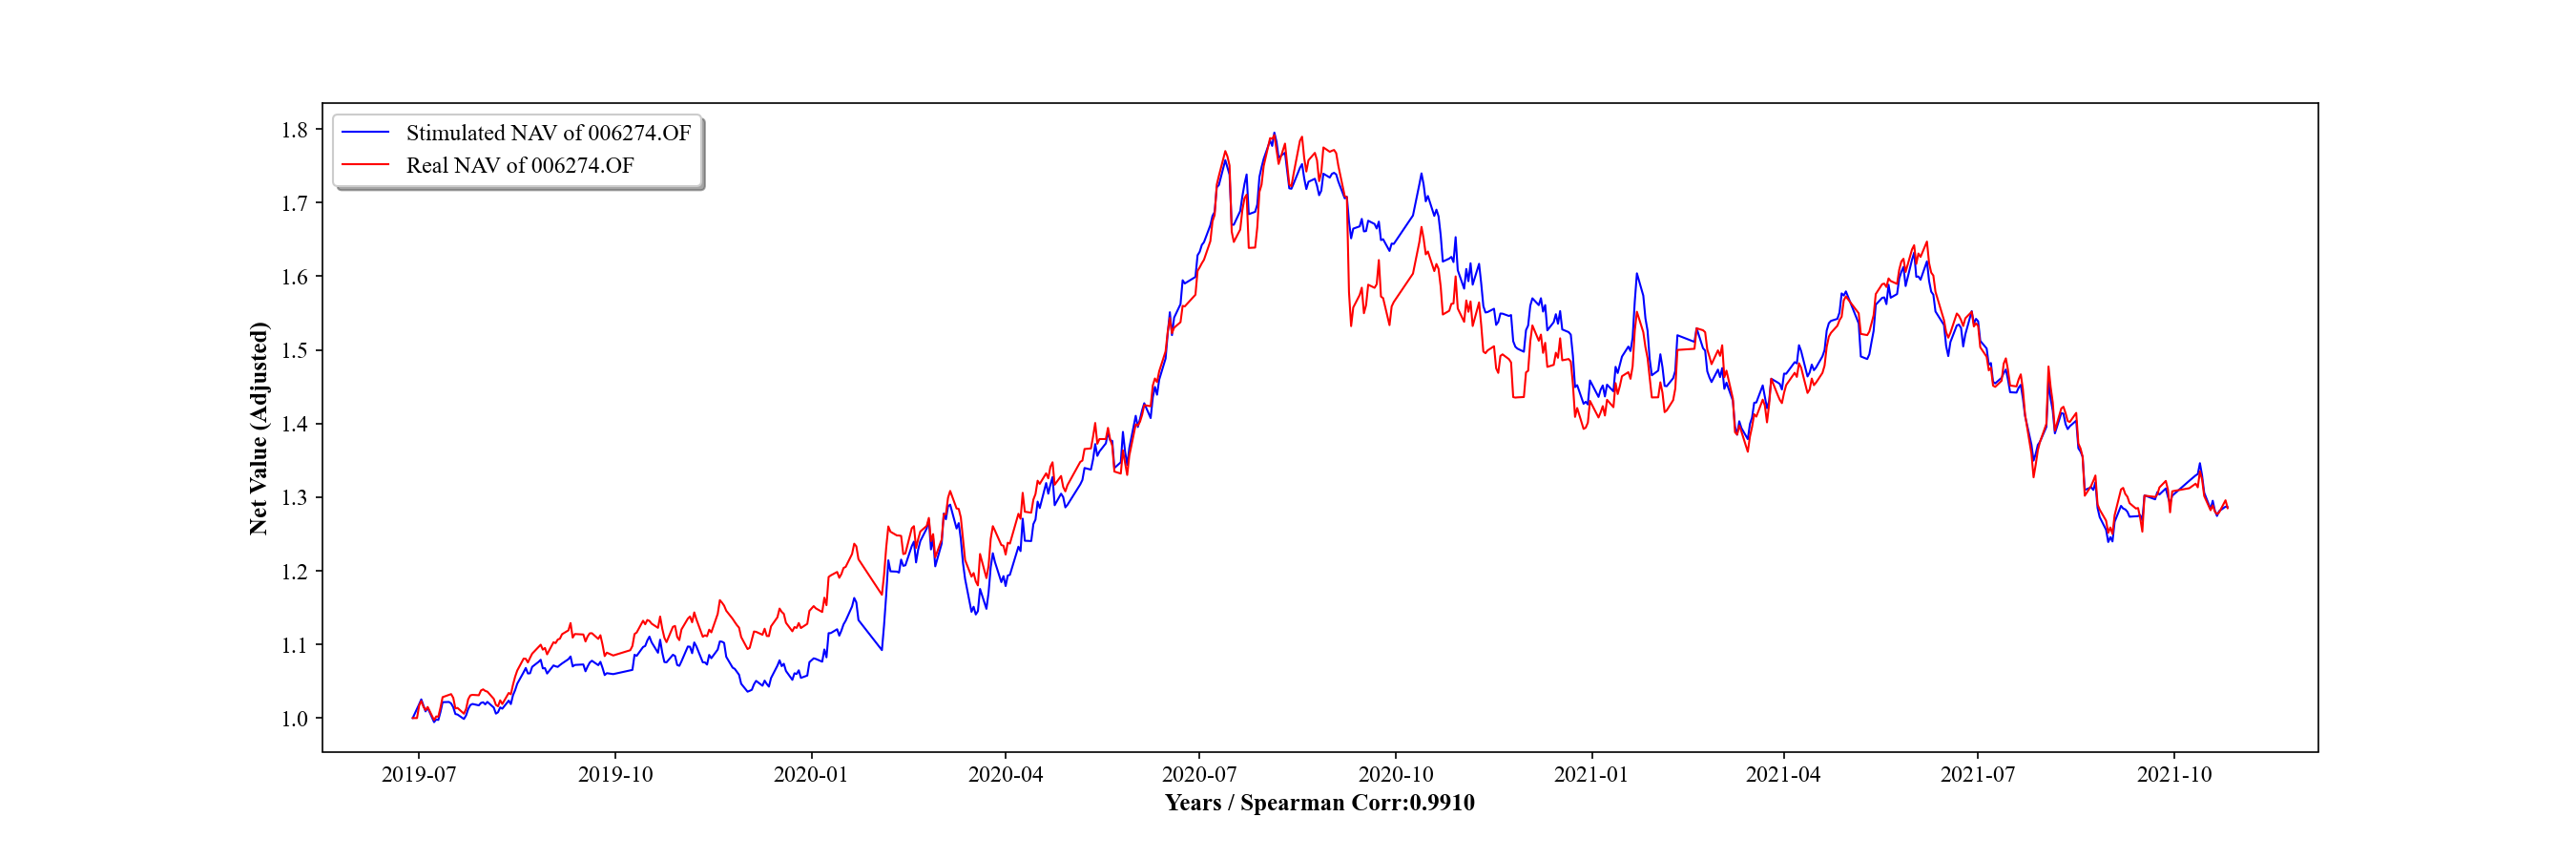 Stimulated NAV of 006274.OF
Real NAV of 006274.OF
1.8
1.7
1.6
1.5
1.4
1.3
1.2
1.1
1.0
Net Value (Adjusted)
2019-07 2019-10 2020-01 2020-04 2020-07 2020-10 2021-01 2021-04 2021-07 2021-10
Years / Spearman Corr:0.9910